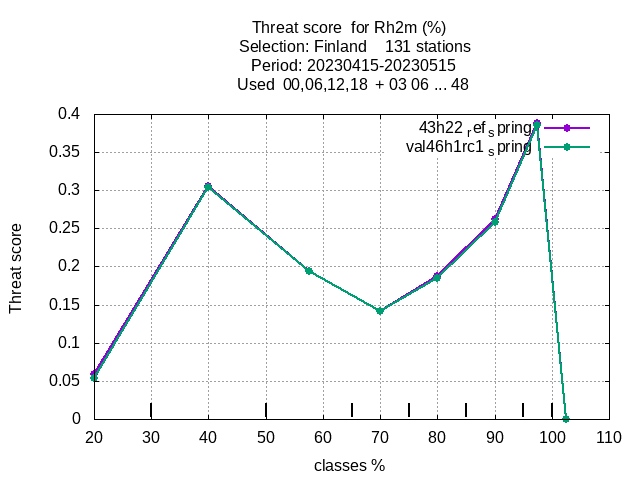 Threat score  for Rh2m (%)
Selection: Finland    131 stations
Period: 20230415-20230515
Used  00,06,12,18  + 03 06 ... 48
43h22 ref spring
val46h1rc1 spring
Threat score
0.4
0.35
0.3
0.25
0.2
0.15
0.1
0.05
0
20 30 40 50 60 70 80 90 100 110
classes %